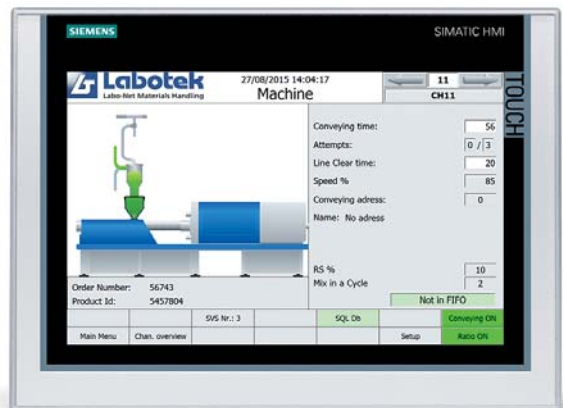 SIEMENS
SIMATIC HMI
TOUCH
Labotek
Labo-Net Materials Handling
27/08/2015 14:04:17
Machine
11
CH11
Conveying time: 56
Attempts: 0 / 3
Line Clear time: 20
Speed % 85
Conveying adress: 0
Name: No adress
RS % 10
Mix in a Cycle 2
Not in FIFO
Order Number: 56743
Product Id: 5457804
SVS Nr.: 3 SQL Db Conveying ON
Main Menu Chan. overview Setup Ratio ON